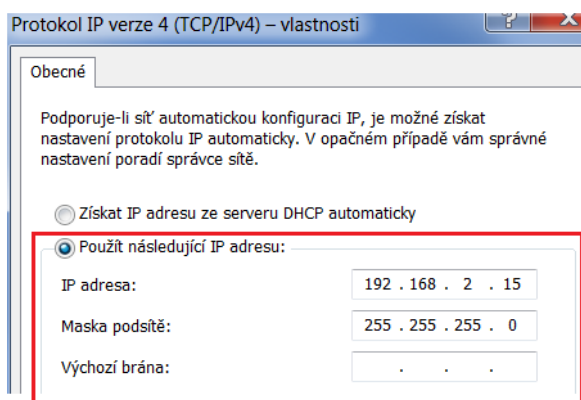 Protokol IP verze 4 (TCP/IPv4) – vlastnosti
Obecné
Podporuje-li síť automatickou konfiguraci IP, je možné získat
nastavení protokolu IP automaticky. V opačném případě vám správné
nastavení poradí správce sítě.
Získat IP adresu ze serveru DHCP automaticky
Použít následující IP adresu:
IP adresa: 192 . 168 . 2 . 15
Maska podsítě: 255 . 255 . 255 . 0
Výchozí brána: . . .